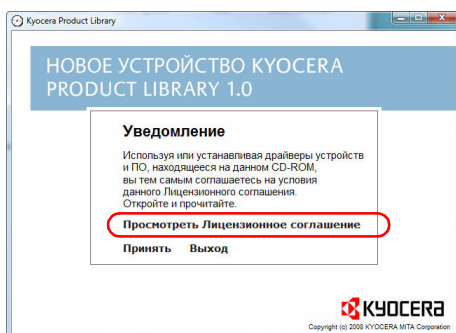 Kyocera Product Library
НОВОЕ УСТРОЙСТВО KYOCERA
PRODUCT LIBRARY 1.0
Уведомление
Используя или устанавливая драйверы устройств
и ПО, находящееся на данном CD-ROM,
вы тем самым соглашаетесь на условия
данного Лицензионного соглашения.
Откройте и прочитайте.
Просмотреть Лицензионное соглашение
Принять Выход
KYOCERA
Copyright (c) 2008 KYOCERA MITA Corporation